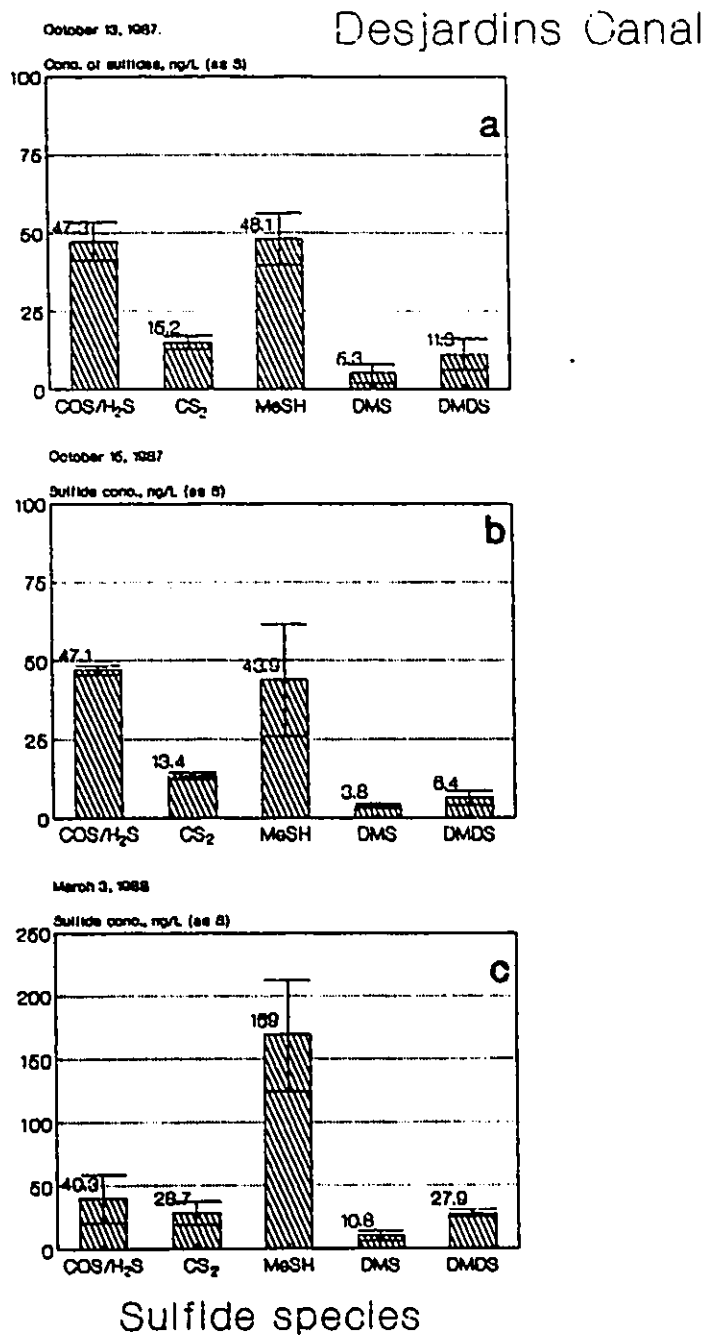 Desjardins Canal
October 13, 1987.
Conc. of sulfides, ng/L (as S)
a
100
75
50
25
0
47.3
15.2
48.1
5.3
11.3
COS/H₂S CS₂ MeSH DMS DMDS
October 15, 1987
Sulfide conc., ng/L (as S)
b
100
75
50
25
0
47.1
13.4
43.9
3.8
6.4
COS/H₂S CS₂ MeSH DMS DMDS
March 3, 1988
Sulfide conc., ng/L (as S)
c
250
200
150
100
50
0
40.3
28.7
169
10.8
27.9
COS/H₂S CS₂ MeSH DMS DMDS
Sulfide species